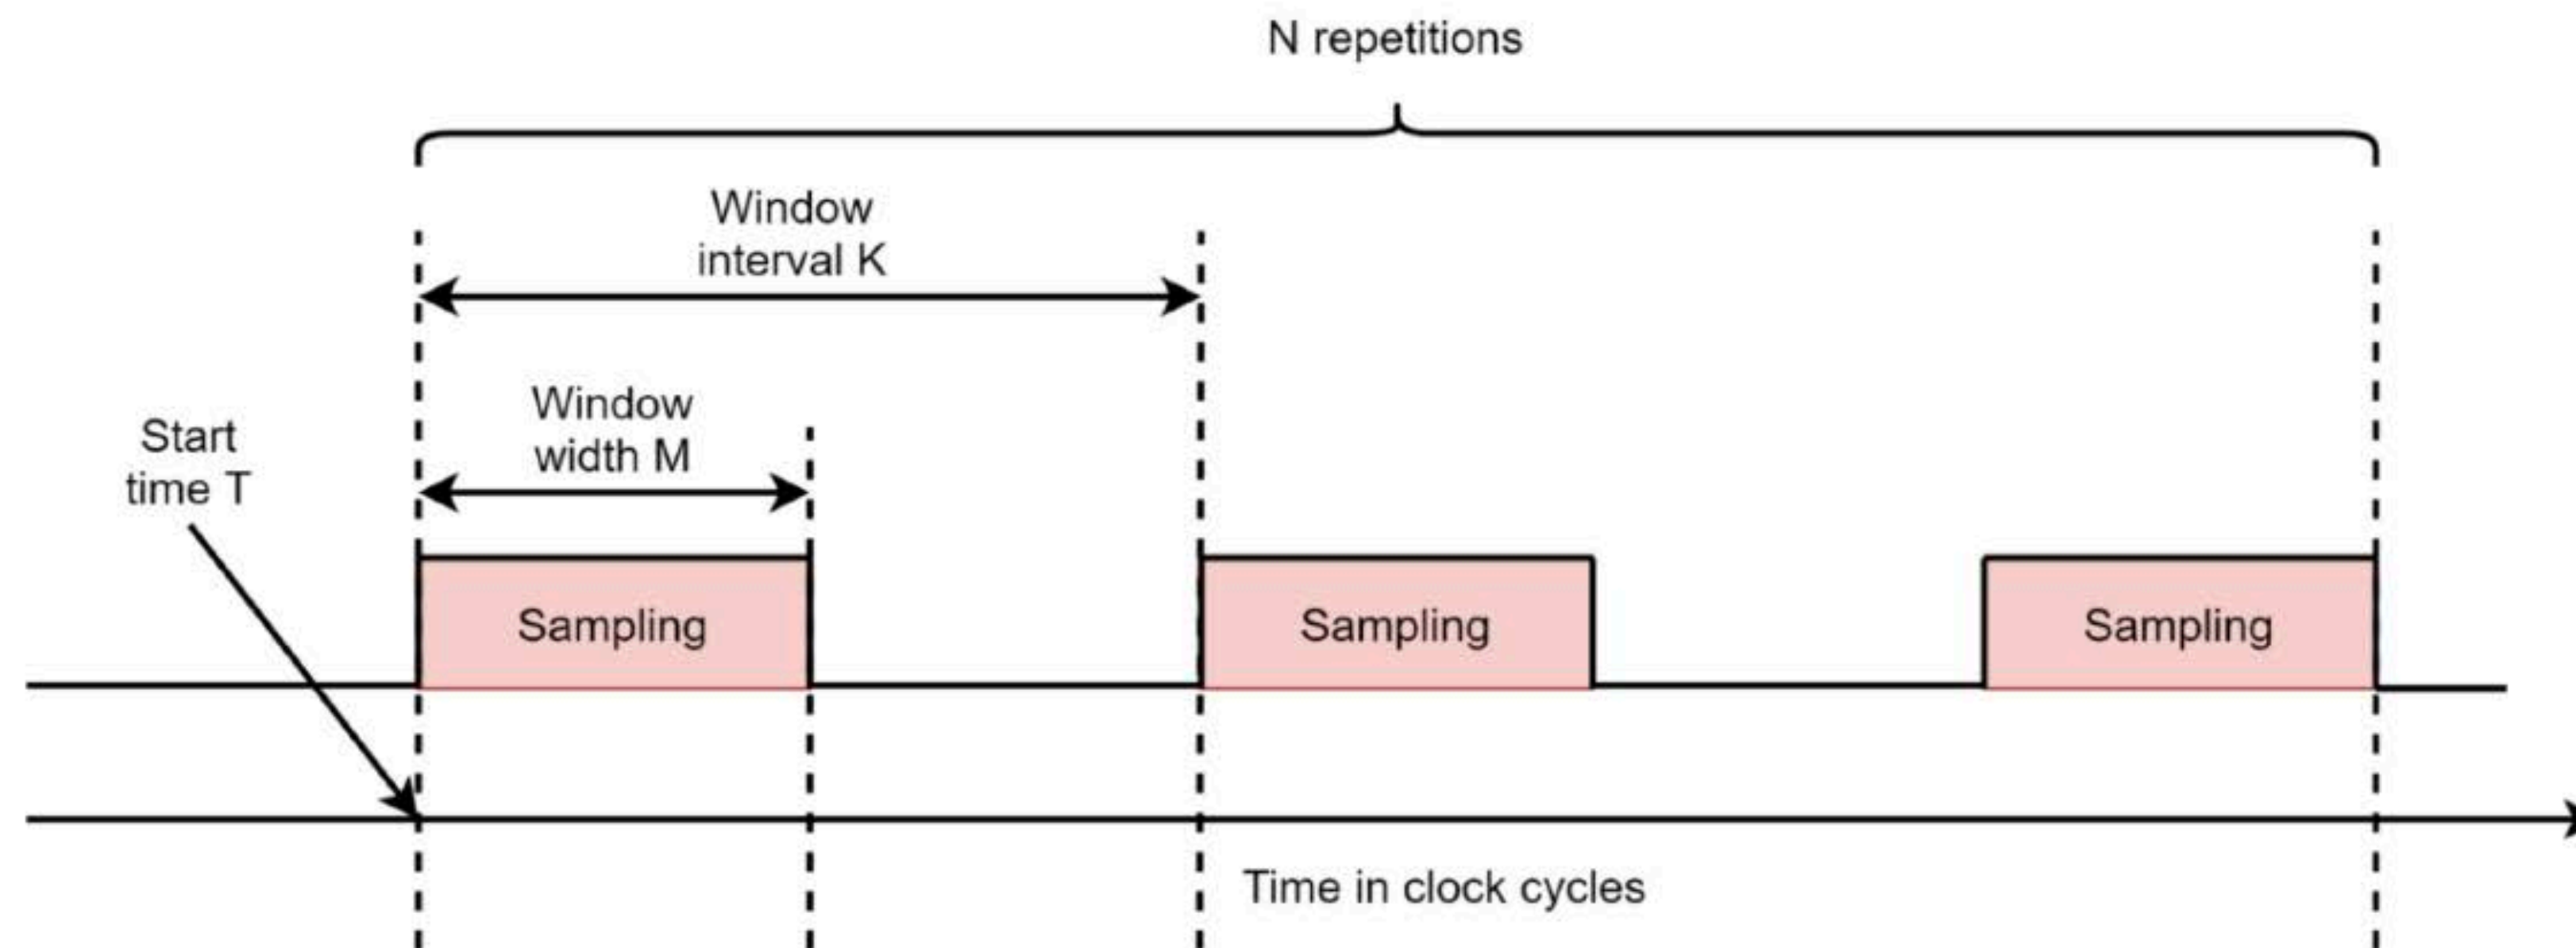 N repetitions
Window
interval K
Window
width M
Start
time T
Sampling
Sampling
Sampling
Time in clock cycles